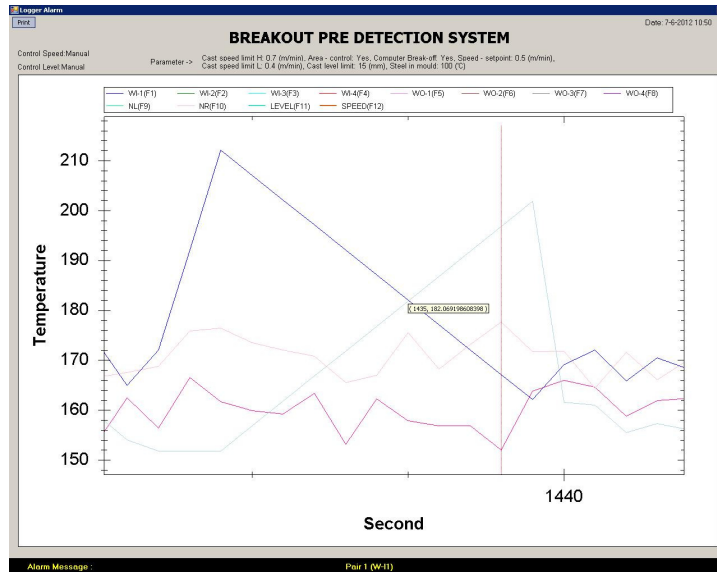 Logger Alarm
Print
Date: 7-6-2012 10:50
BREAKOUT PRE DETECTION SYSTEM
Control Speed:Manual
Control Level:Manual
Parameter ->
Cast speed limit H: 0.7 (m/min), Area - control: Yes, Computer Break-off: Yes, Speed - setpoint: 0.5 (m/min),
Cast speed limit L: 0.4 (m/min), Cast level limit: 15 (mm), Steel in mould: 100 (°C)
WI-1(F1) WI-2(F2) WI-3(F3) WI-4(F4) WO-1(F5) WO-2(F6) WO-3(F7) WO-4(F8)
NL(F9) NR(F10) LEVEL(F11) SPEED(F12)
210
200
190
180
170
160
150
Temperature
( 1435, 182.069198608398 )
1440
Second
Alarm Message : Pair 1 (W-I1)